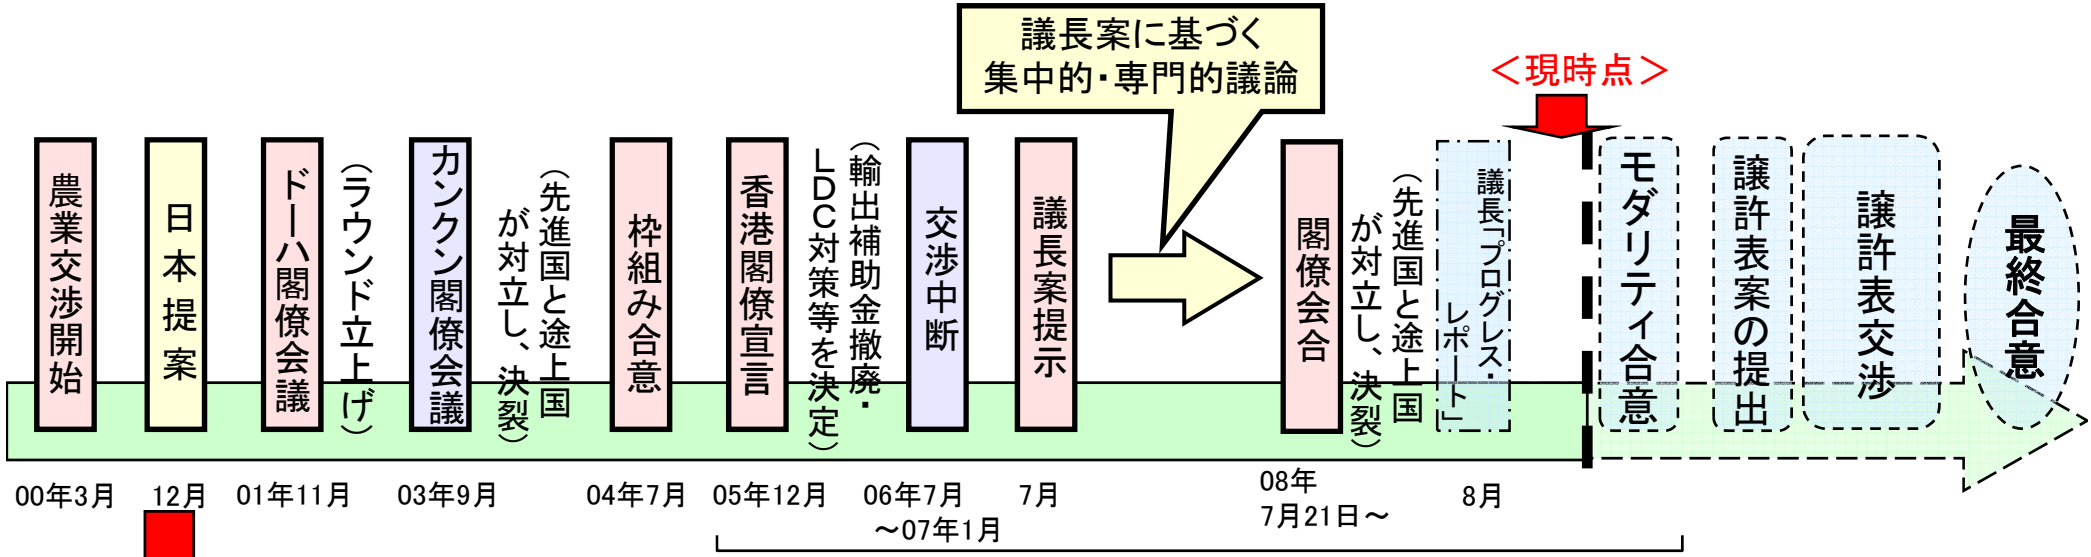 議長案に基づく
集中的・専門的議論
＜現時点＞
農業交渉開始
日本提案
ドーハ閣僚会議
（ラウンド立上げ）
カンクン閣僚会議
（先進国と途上国
が対立し、決裂）
枠組み合意
香港閣僚宣言
（輸出補助金撤廃・
ＬＤＣ対策等を決定）
交渉中断
議長案提示
閣僚会合
（先進国と途上国
が対立し、決裂）
議長「プログレス・
レポート」
モダリティ合意
譲許表案の提出
譲許表交渉
最終合意
00年3月
12月
01年11月
03年9月
04年7月
05年12月
06年7月
～07年1月
7月
08年
7月21日～
8月